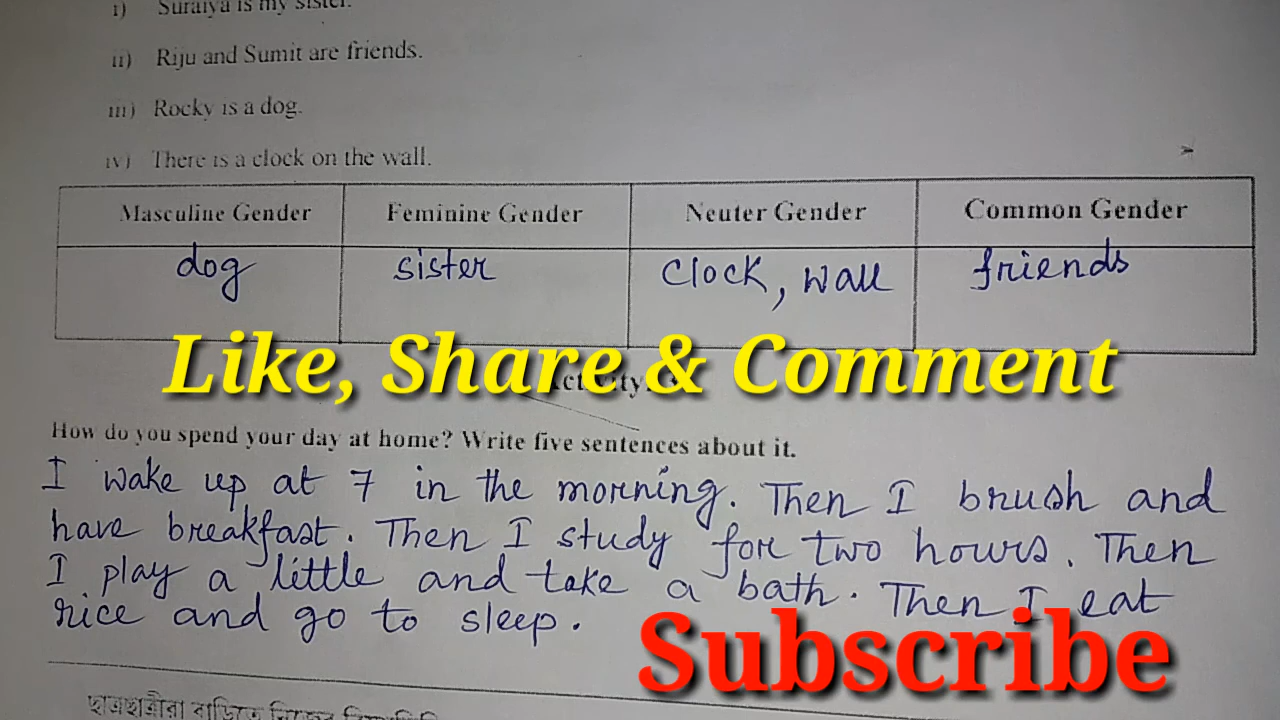 i) Suraiya is my sister.
ii) Riju and Sumit are friends.
iii) Rocky is a dog.
iv) There is a clock on the wall.
Masculine Gender Feminine Gender Neuter Gender Common Gender
dog sister Clock, wall friends
Like, Share & Comment
Activity
How do you spend your day at home? Write five sentences about it.
I wake up at 7 in the morning. Then I brush and
have breakfast. Then I study for two hours. Then
I play a little and take a bath. Then I eat
rice and go to sleep.
Subscribe
ছাত্রছাত্রীরা বাড়িতে